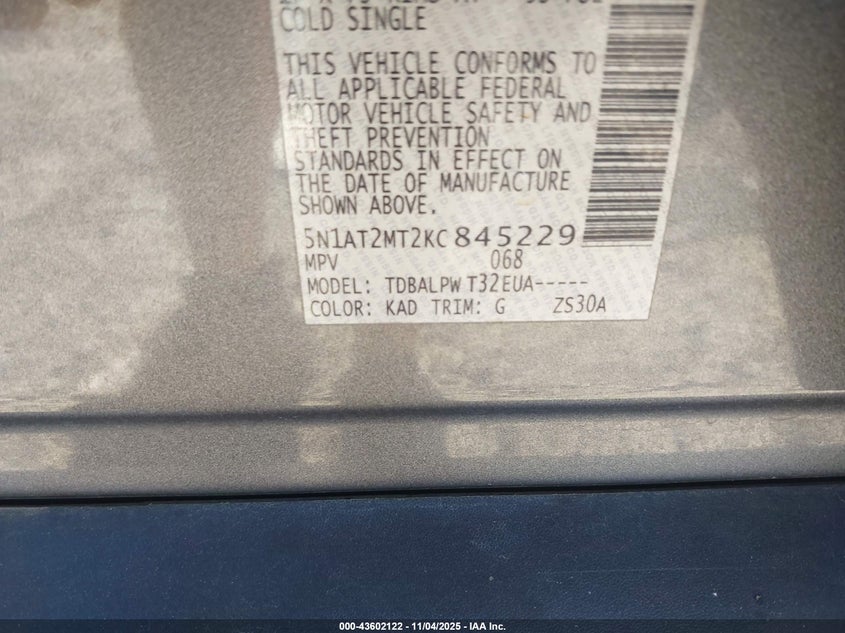 COLD SINGLE
THIS VEHICLE CONFORMS TO
ALL APPLICABLE FEDERAL
MOTOR VEHICLE SAFETY AND
THEFT PREVENTION
STANDARDS IN EFFECT ON
THE DATE OF MANUFACTURE
SHOWN ABOVE.
5N1AT2MT2KC845229
MPV 068
MODEL: TDBALPW T32EUA-----
COLOR: KAD TRIM: G ZS30A
000-43602122 - 11/04/2025 - IAA Inc.